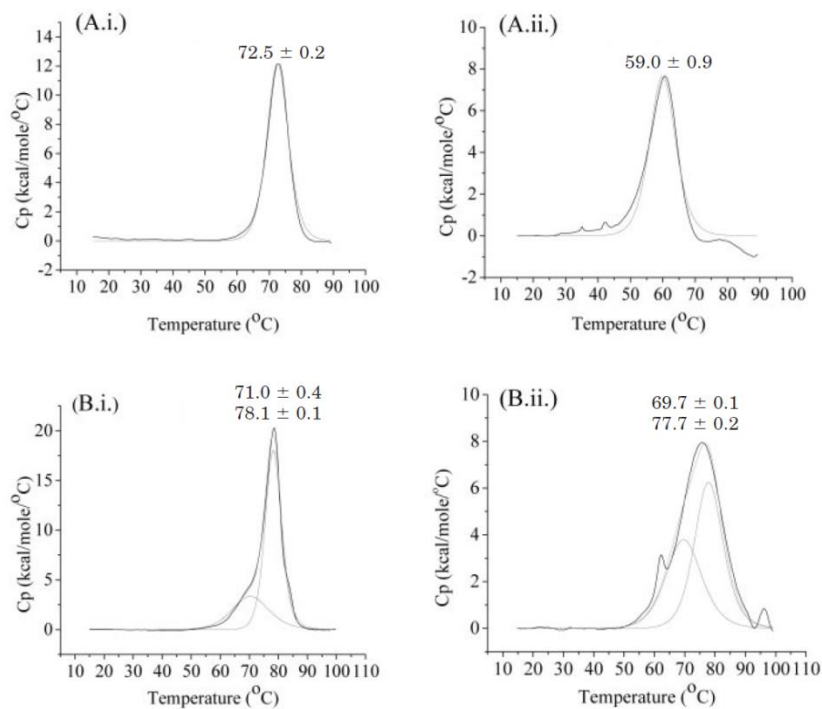 (A.i.)
72.5 ± 0.2
14
12
10
8
6
4
2
0
-2
Cp (kcal/mole/°C)
10 20 30 40 50 60 70 80 90 100
Temperature (°C)
(A.ii.)
59.0 ± 0.9
10
8
6
4
2
0
-2
Cp (kcal/mole/°C)
10 20 30 40 50 60 70 80 90 100
Temperature (°C)
(B.i.)
71.0 ± 0.4
78.1 ± 0.1
20
15
10
5
0
Cp (kcal/mole/°C)
10 20 30 40 50 60 70 80 90 100 110
Temperature (°C)
(B.ii.)
69.7 ± 0.1
77.7 ± 0.2
10
8
6
4
2
0
Cp (kcal/mole/°C)
10 20 30 40 50 60 70 80 90 100 110
Temperature (°C)